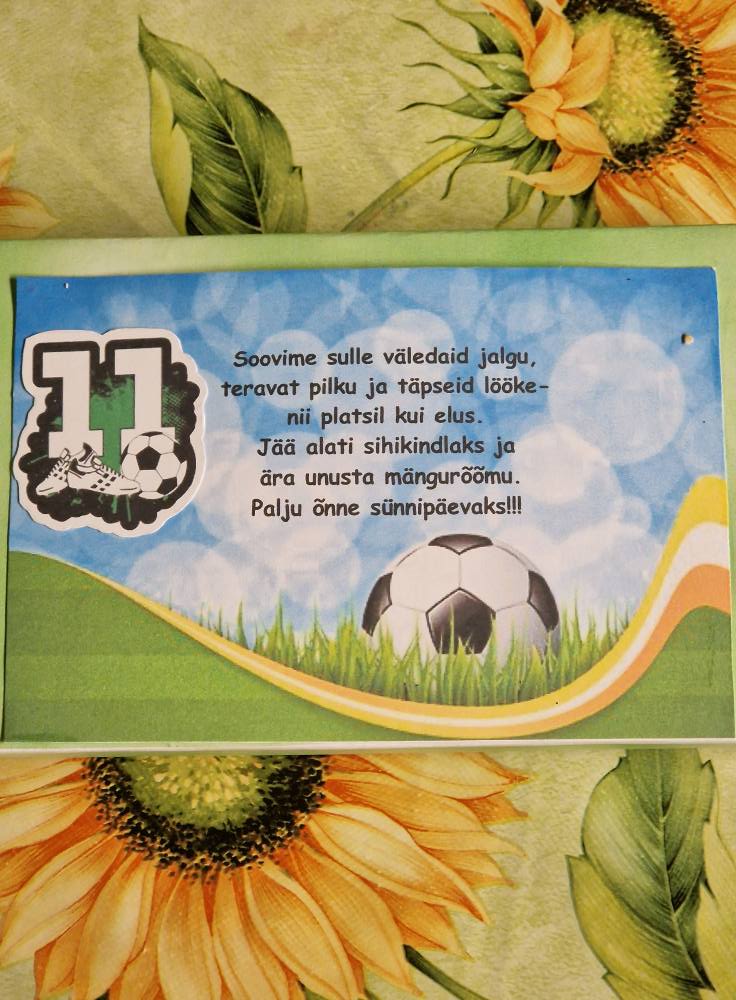 11
Soovime sulle väledaid jalgu,
teravat pilku ja täpseid lööke-
nii platsil kui elus.
Jää alati sihikindlaks ja
ära unusta mängurõõmu.
Palju õnne sünnipäevaks!!!